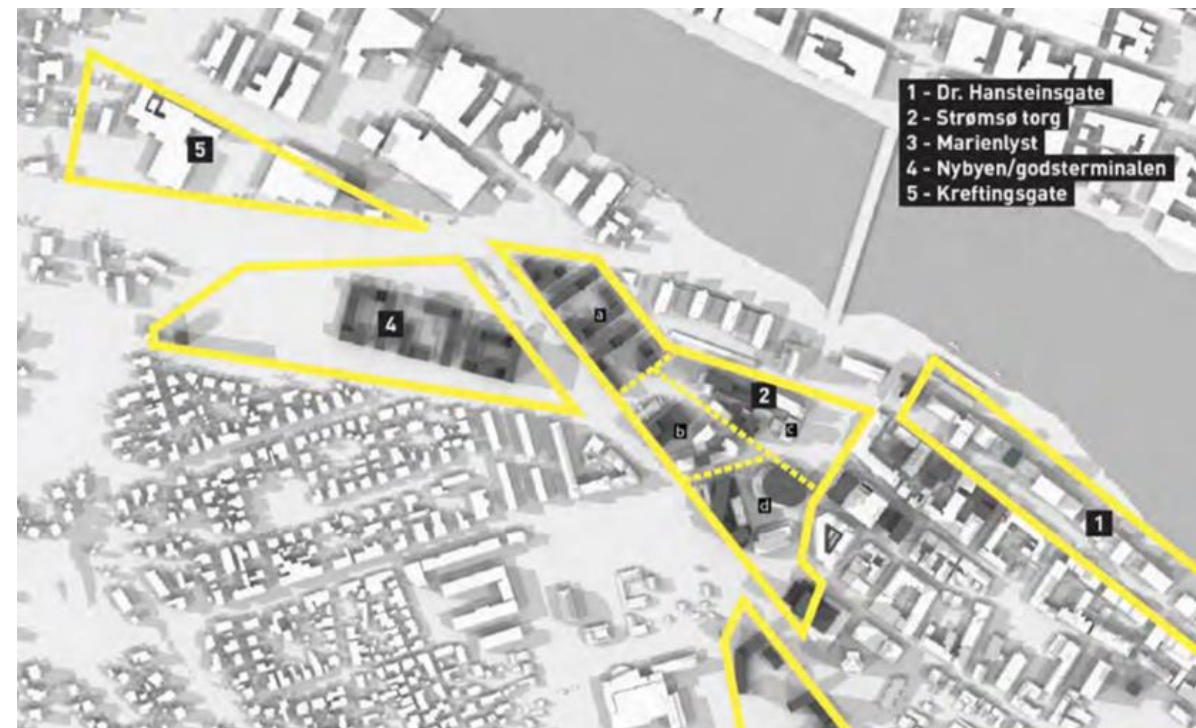 1 - Dr. Hansteinsgate
2 - Strømsø torg
3 - Marienlyst
4 - Nybyen/godsterminalen
5 - Kreftingsgate
5
4
a
2
b
c
d
1